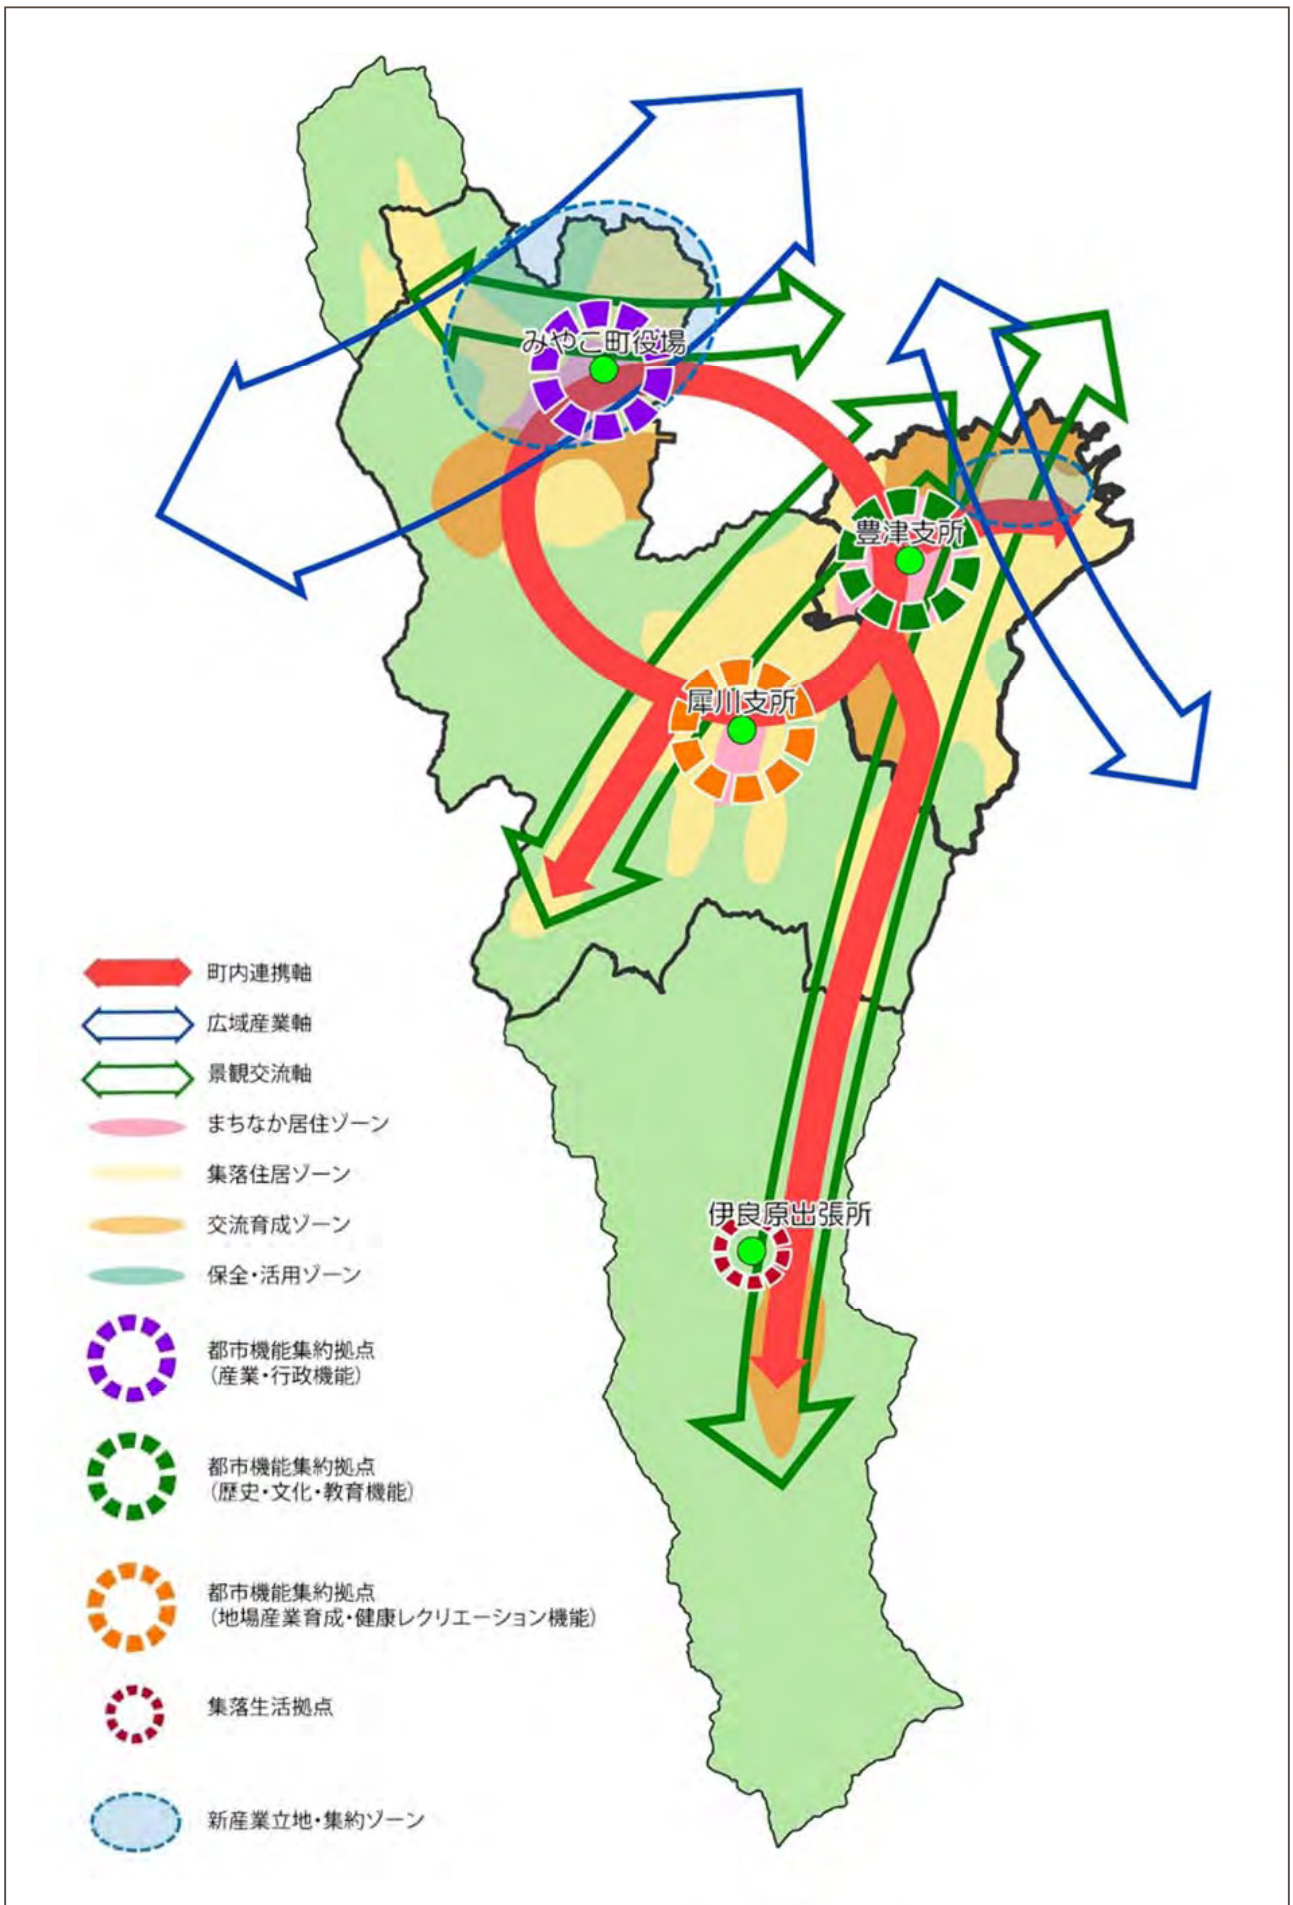 みやこ町役場
豊津支所
犀川支所
町内連携軸
広域産業軸
景観交流軸
まちなか居住ゾーン
集落住居ゾーン
交流育成ゾーン
保全・活用ゾーン
伊良原出張所
都市機能集約拠点
（産業・行政機能）
都市機能集約拠点
（歴史・文化・教育機能）
都市機能集約拠点
（地場産業育成・健康レクリエーション機能）
集落生活拠点
新産業立地・集約ゾーン